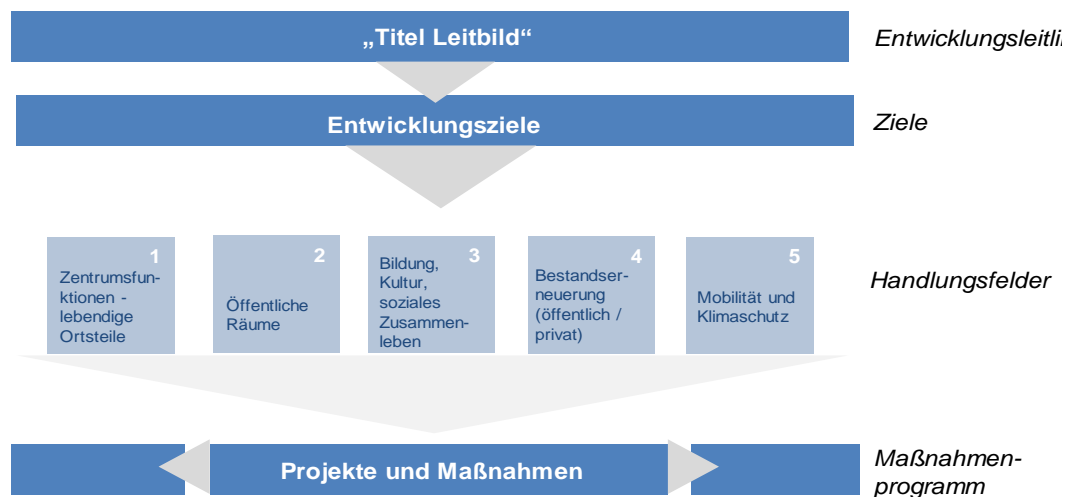 „Titel Leitbild“
Entwicklungsleitli
Entwicklungsziele
Ziele
1
Zentrumsfun-
ktionen -
lebendige
Ortsteile
2
Öffentliche
Räume
3
Bildung,
Kultur,
soziales
Zusammen-
leben
4
Bestandser-
neuerung
(öffentlich /
privat)
5
Mobilität und
Klimaschutz
Handlungsfelder
Projekte und Maßnahmen
Maßnahmen-
programm